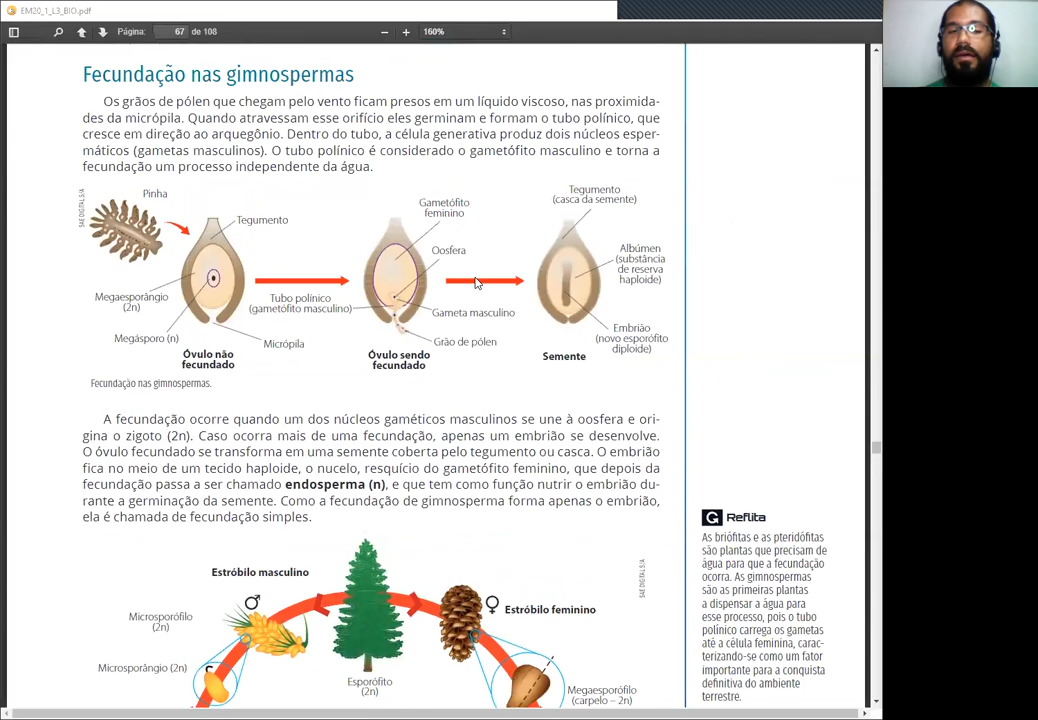 EM20_1_L3_BIO.pdf
Página: 67 de 108
160%
Fecundação nas gimnospermas
Os grãos de pólen que chegam pelo vento ficam presos em um líquido viscoso, nas proximida-
des da micrópila. Quando atravessam esse orifício eles germinam e formam o tubo polínico, que
cresce em direção ao arquegônio. Dentro do tubo, a célula generativa produz dois núcleos esper-
máticos (gametas masculinos). O tubo polínico é considerado o gametófito masculino e torna a
fecundação um processo independente da água.
SAE DIGITAL S/A
Pinha
Tegumento
Megaesporângio
(2n)
Megásporo (n)
Micrópila
Óvulo não
fecundado
Tubo polínico
(gametófito masculino)
Gametófito
feminino
Oosfera
Gameta masculino
Grão de pólen
Óvulo sendo
fecundado
Tegumento
(casca da semente)
Albúmen
(substância
de reserva
haploide)
Embrião
(novo esporófito
diploide)
Semente
Fecundação nas gimnospermas.
A fecundação ocorre quando um dos núcleos gaméticos masculinos se une à oosfera e ori-
gina o zigoto (2n). Caso ocorra mais de uma fecundação, apenas um embrião se desenvolve.
O óvulo fecundado se transforma em uma semente coberta pelo tegumento ou casca. O embrião
fica no meio de um tecido haploide, o nucelo, resquício do gametófito feminino, que depois da
fecundação passa a ser chamado endosperma (n), e que tem como função nutrir o embrião du-
rante a germinação da semente. Como a fecundação de gimnosperma forma apenas o embrião,
ela é chamada de fecundação simples.
Estróbilo masculino
Microsporófilo
(2n)
Microsporângio (2n)
Esporófito
(2n)
Estróbilo feminino
Megaesporófilo
(carpelo – 2n)
SAE DIGITAL S/A
Reflita
As briófitas e as pteridófitas
são plantas que precisam de
água para que a fecundação
ocorra. As gimnospermas
são as primeiras plantas
a dispensar a água para
esse processo, pois o tubo
polínico carrega os gametas
até a célula feminina, carac-
terizando-se como um fator
importante para a conquista
definitiva do ambiente
terrestre.